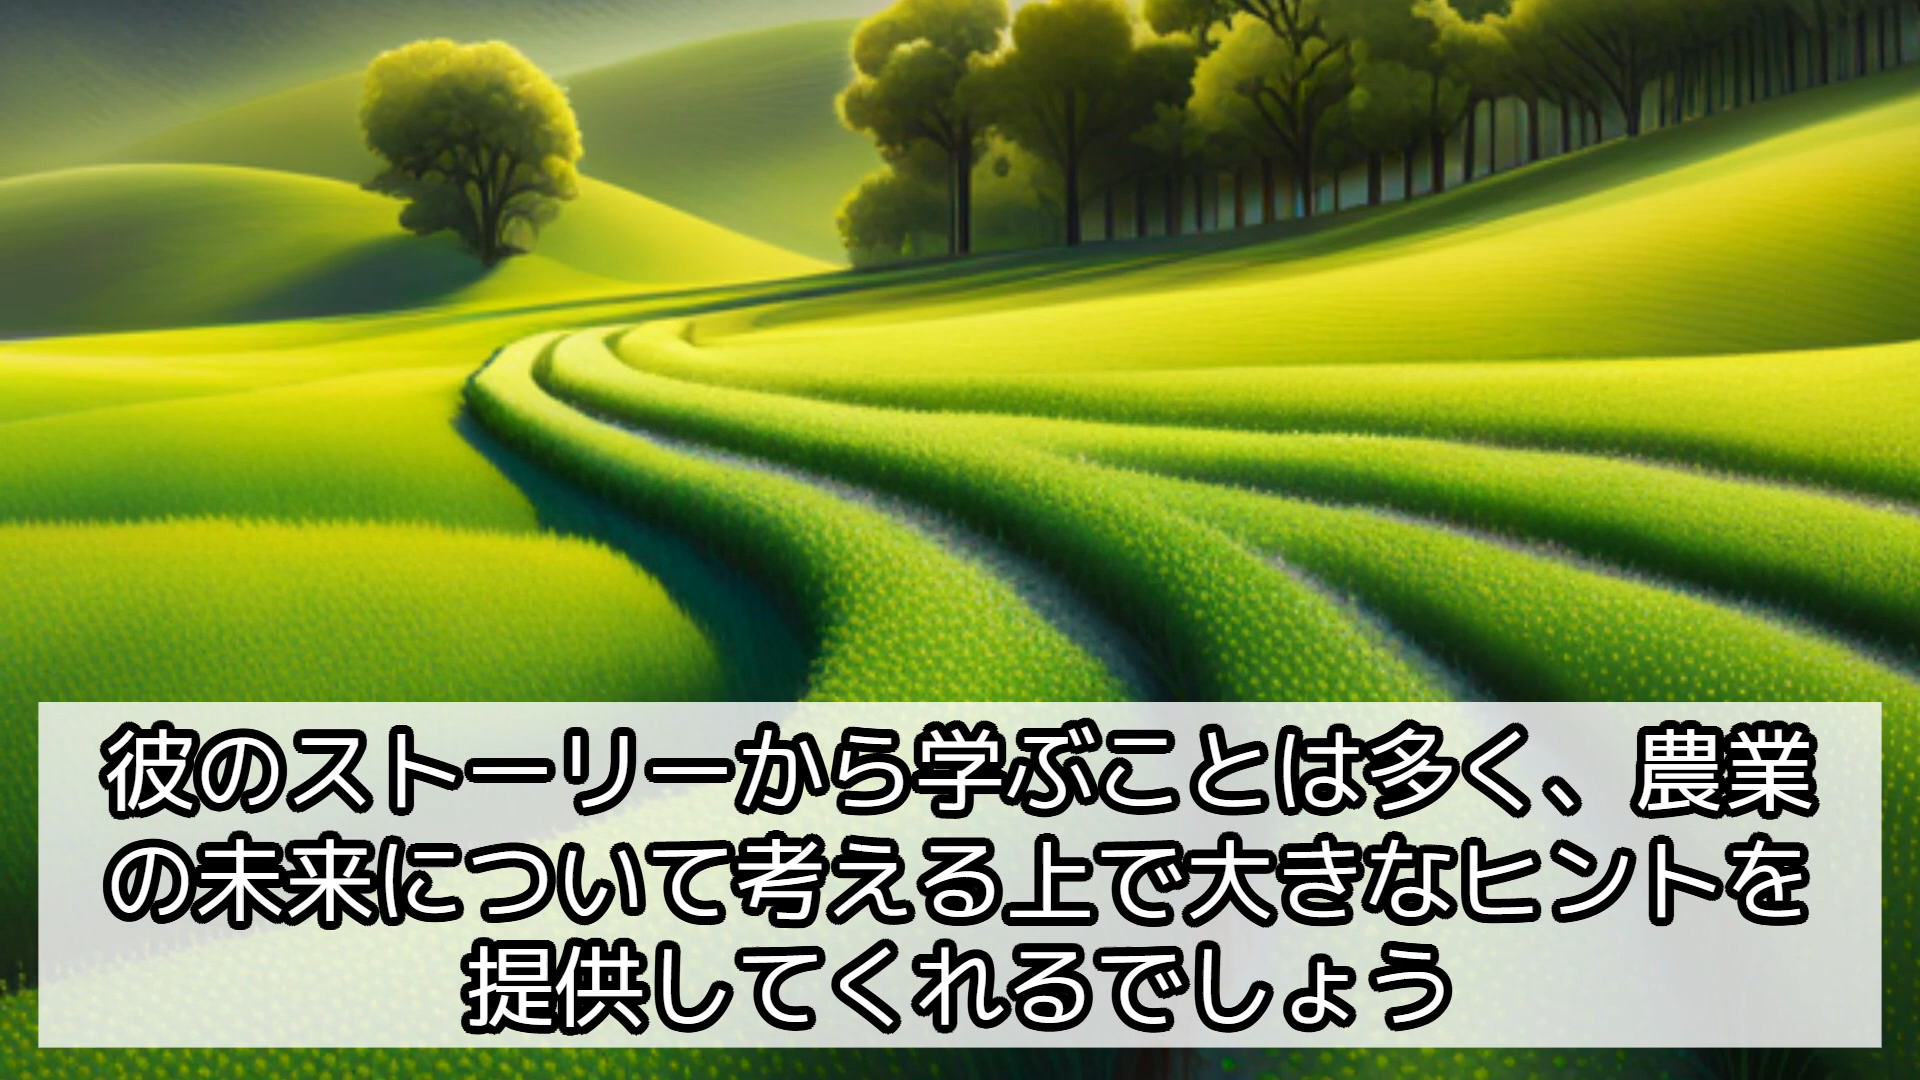 彼のストーリーから学ぶことは多く、農業
の未来について考える上で大きなヒントを
提供してくれるでしょう